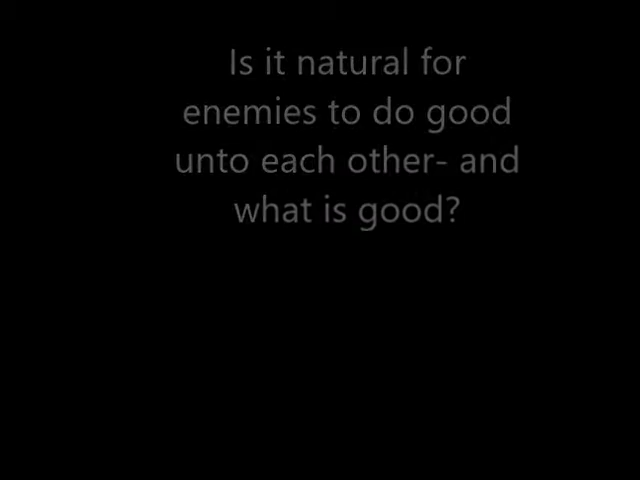 Is it natural for
enemies to do good
unto each other- and
what is good?